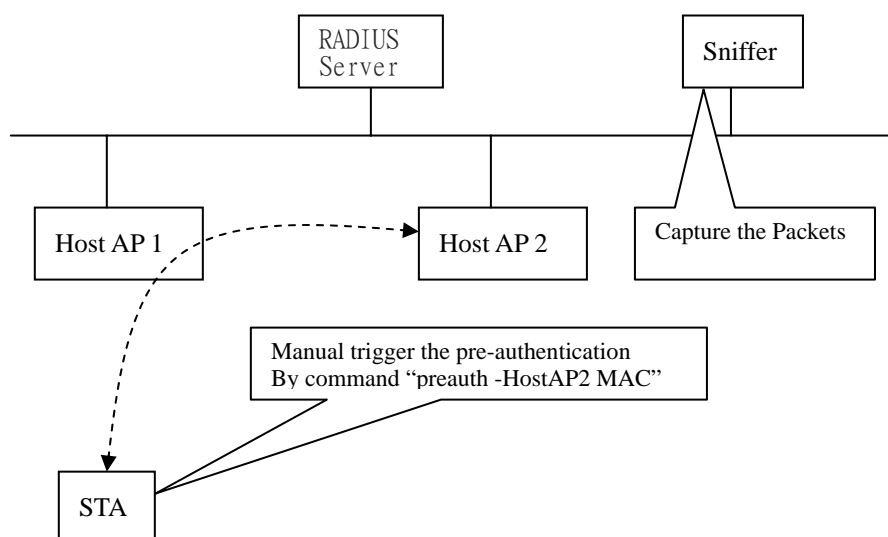 RADIUS
Server
Sniffer
Host AP 1
Host AP 2
Capture the Packets
Manual trigger the pre-authentication
By command “preauth -HostAP2 MAC”
STA